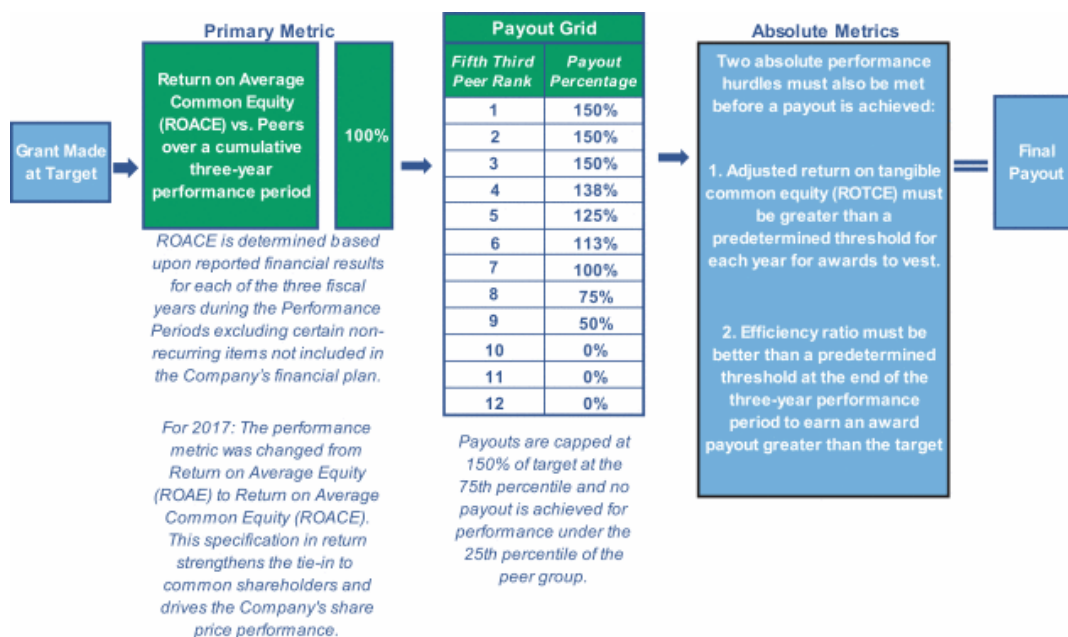 Primary Metric
Payout Grid
Absolute Metrics
Grant Made
at Target
Return on Average
Common Equity
(ROACE) vs. Peers
over a cumulative
three-year
performance period
100%
ROACE is determined based
upon reported financial results
for each of the three fiscal
years during the Performance
Periods excluding certain non-
recurring items not included in
the Company's financial plan.
For 2017: The performance
metric was changed from
Return on Average Equity
(ROAE) to Return on Average
Common Equity (ROACE).
This specification in return
strengthens the tie-in to
common shareholders and
drives the Company's share
price performance.
Fifth Third Payout
Peer Rank Percentage
1 150%
2 150%
3 150%
4 138%
5 125%
6 113%
7 100%
8 75%
9 50%
10 0%
11 0%
12 0%
Payouts are capped at
150% of target at the
75th percentile and no
payout is achieved for
performance under the
25th percentile of the
peer group.
Two absolute performance
hurdles must also be met
before a payout is achieved:
1. Adjusted return on tangible
common equity (ROTCE) must
be greater than a
predetermined threshold for
each year for awards to vest.
2. Efficiency ratio must be
better than a predetermined
threshold at the end of the
three-year performance
period to earn an award
payout greater than the target
Final
Payout